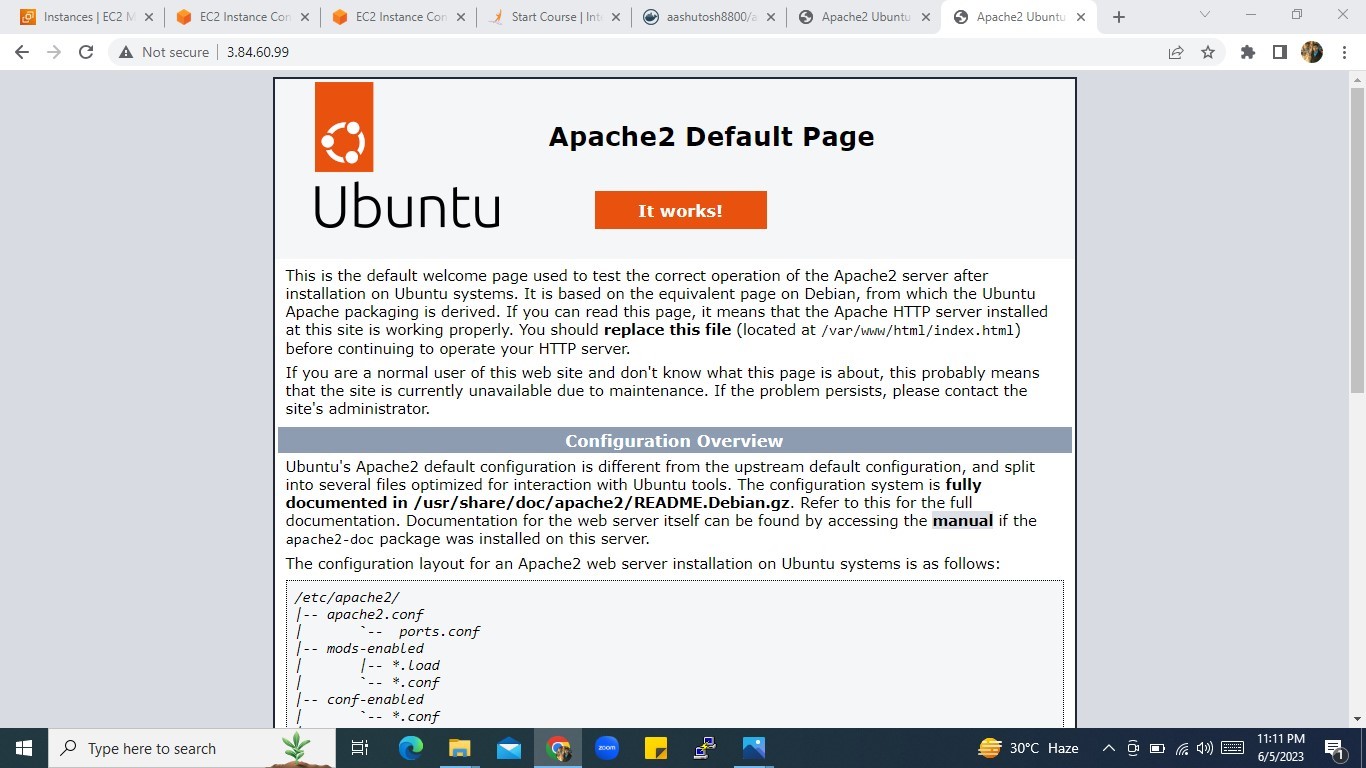 Instances | EC2 M
EC2 Instance Con
EC2 Instance Con
Start Course | Int
aashutosh8800/a
Apache2 Ubuntu
Apache2 Ubuntu
Not secure
3.84.60.99
Apache2 Default Page
Ubuntu
It works!
This is the default welcome page used to test the correct operation of the Apache2 server after
installation on Ubuntu systems. It is based on the equivalent page on Debian, from which the Ubuntu
Apache packaging is derived. If you can read this page, it means that the Apache HTTP server installed
at this site is working properly. You should replace this file (located at /var/www/html/index.html)
before continuing to operate your HTTP server.
If you are a normal user of this web site and don't know what this page is about, this probably means
that the site is currently unavailable due to maintenance. If the problem persists, please contact the
site's administrator.
Configuration Overview
Ubuntu's Apache2 default configuration is different from the upstream default configuration, and split
into several files optimized for interaction with Ubuntu tools. The configuration system is fully
documented in /usr/share/doc/apache2/README.Debian.gz. Refer to this for the full
documentation. Documentation for the web server itself can be found by accessing the manual if the
apache2-doc package was installed on this server.
The configuration layout for an Apache2 web server installation on Ubuntu systems is as follows:
/etc/apache2/
|-- apache2.conf
|       `--  ports.conf
|-- mods-enabled
|       |-- *.load
|       `-- *.conf
|-- conf-enabled
|       `-- *.conf
Type here to search
zoom
30°C Haze
11:11 PM
6/5/2023
1